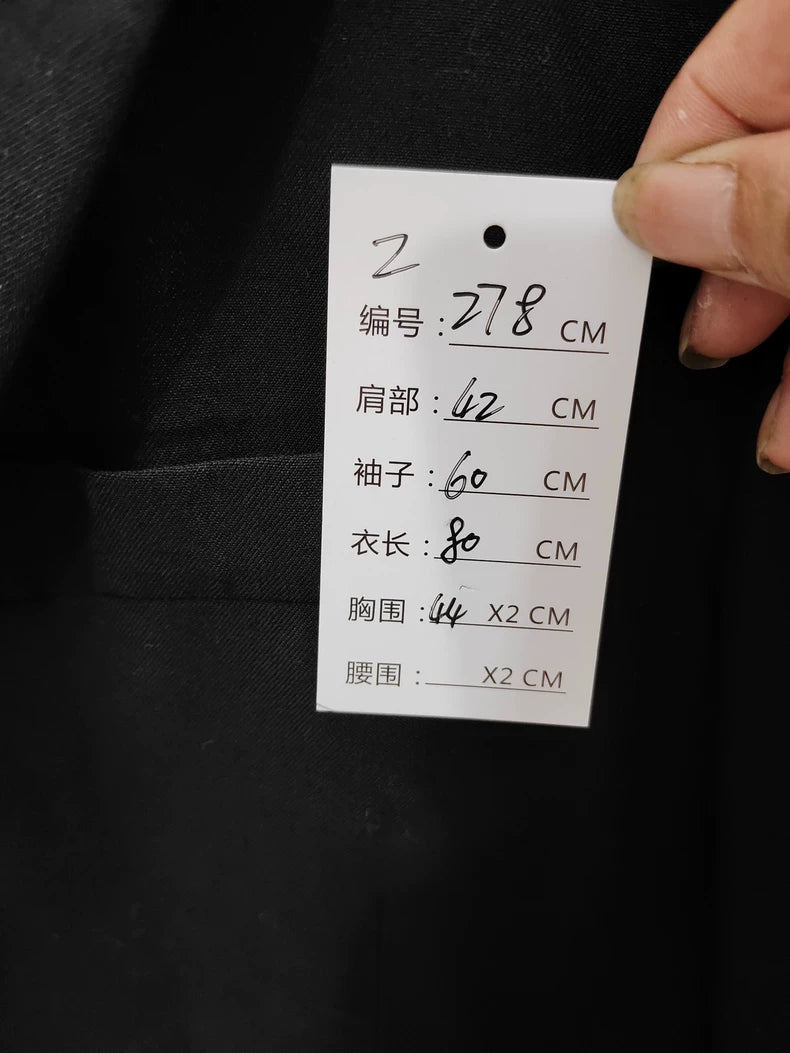 Z
编号：278 CM
肩部：42 CM
袖子：60 CM
衣长：80 CM
胸围：44 X2 CM
腰围： X2 CM